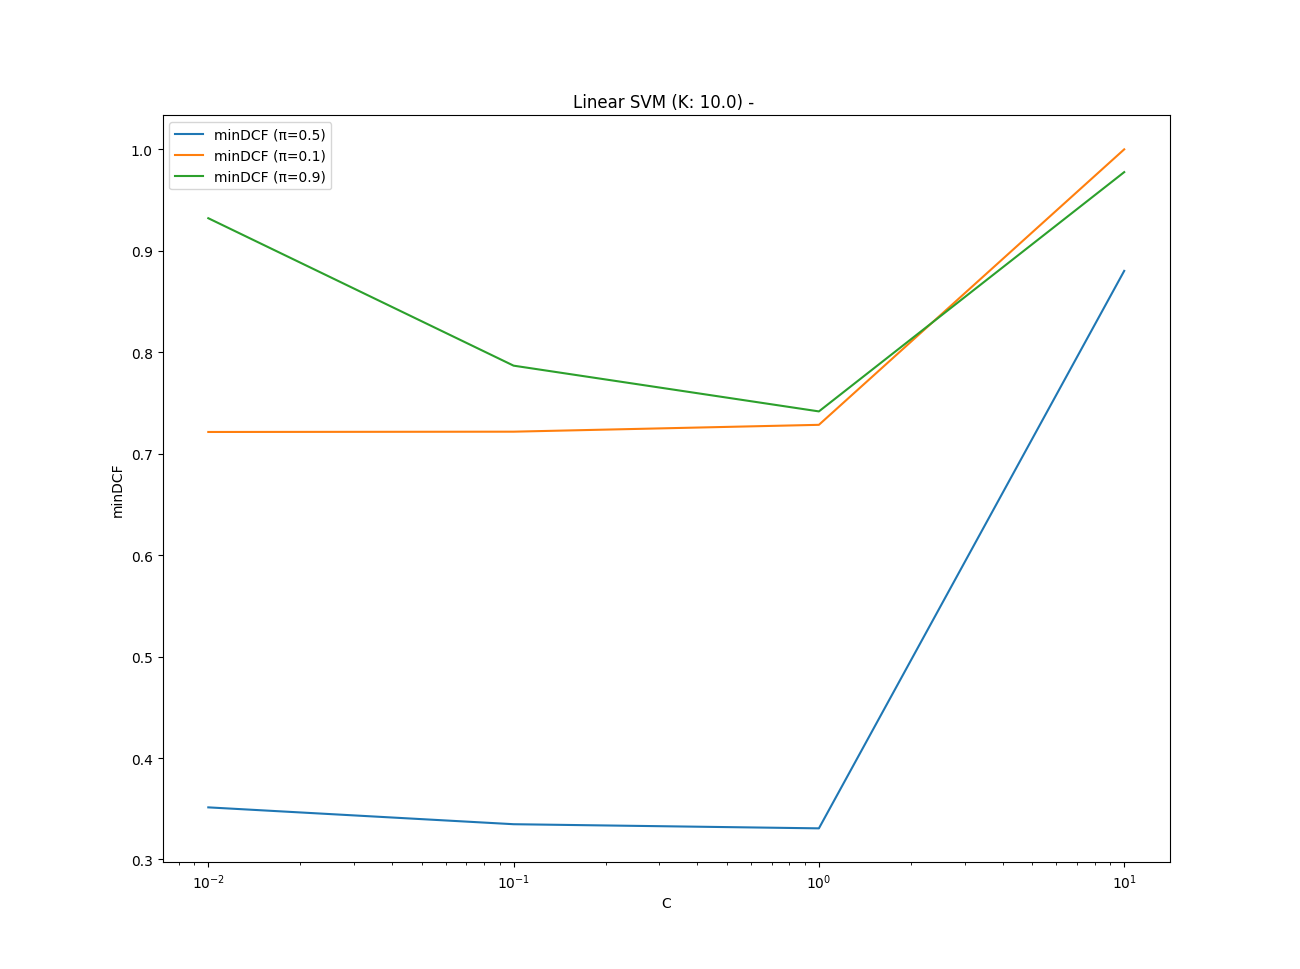 Linear SVM (K: 10.0) -
minDCF (π=0.5)
minDCF (π=0.1)
minDCF (π=0.9)
1.0
0.9
0.8
0.7
0.6
0.5
0.4
0.3
minDCF
10⁻² 10⁻¹ 10⁰ 10¹
C